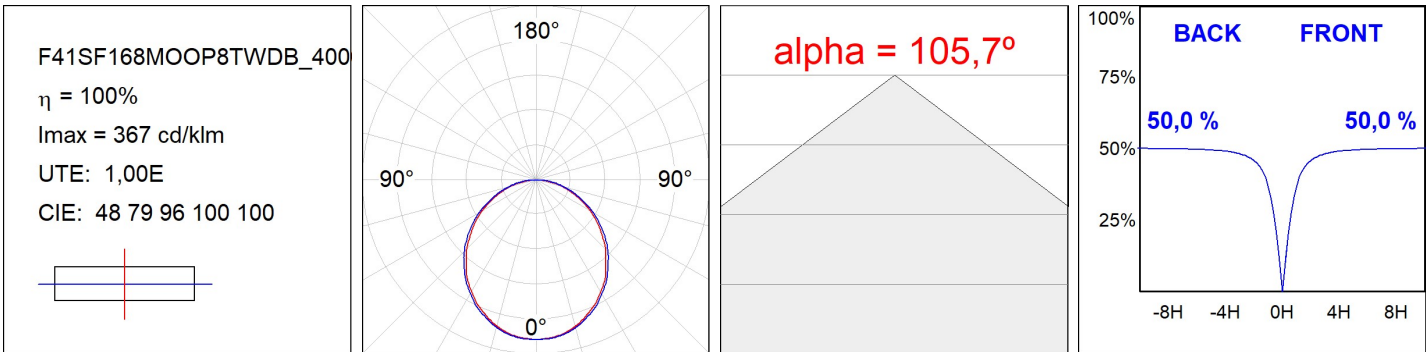 F41SF168MOOP8TWDB_400
η = 100%
Imax = 367 cd/klm
UTE: 1,00E
CIE: 48 79 96 100 100
180°
90°
90°
0°
alpha = 105,7º
100%
BACK
FRONT
75%
50,0 %
50,0 %
50%
25%
-8H
-4H
0H
4H
8H